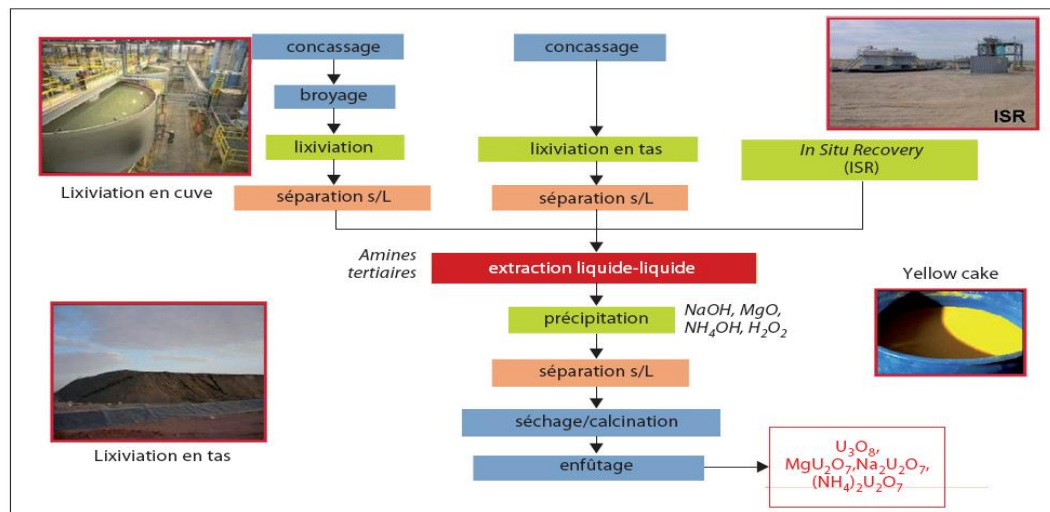 concassage
concassage
broyage
ISR
lixiviation
lixiviation en tas
In Situ Recovery
(ISR)
Lixiviation en cuve
séparation s/L
séparation s/L
Amines
tertiaires
extraction liquide-liquide
Yellow cake
précipitation
NaOH, MgO,
NH₄OH, H₂O₂
séparation s/L
séchage/calcination
Lixiviation en tas
enfûtage
U₃O₈,
MgU₂O₇,Na₂U₂O₇,
(NH₄)₂U₂O₇